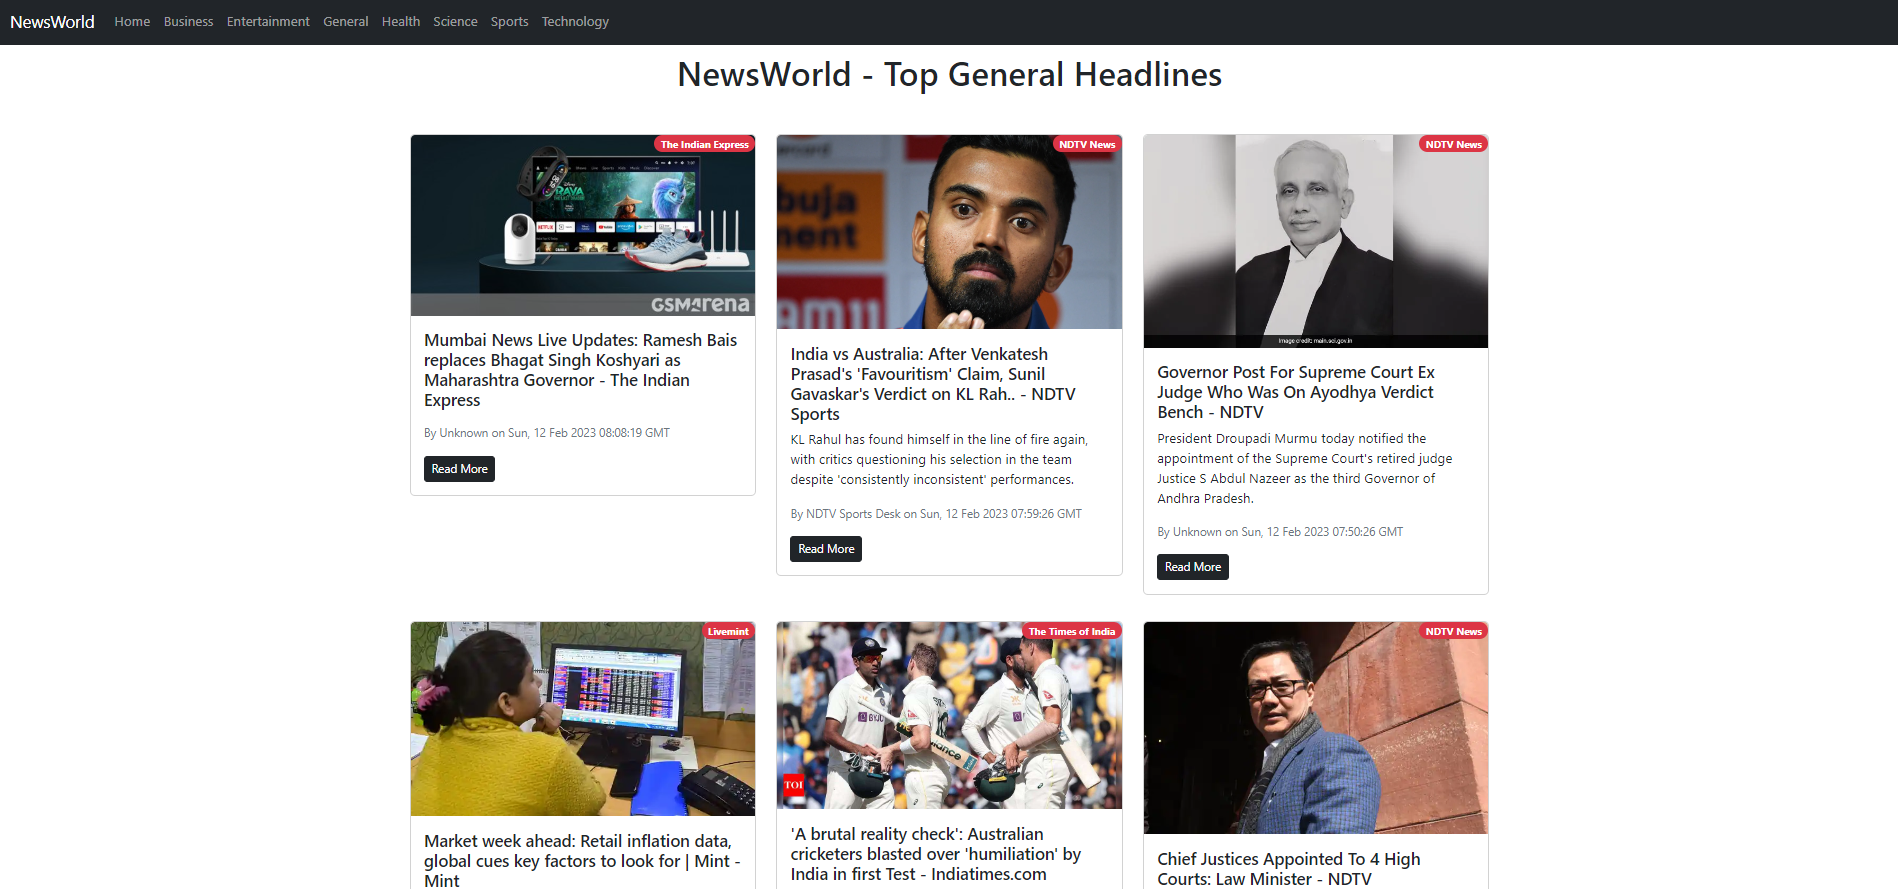 NewsWorld Home Business Entertainment General Health Science Sports Technology
NewsWorld - Top General Headlines
The Indian Express
GSMarena
Mumbai News Live Updates: Ramesh Bais
replaces Bhagat Singh Koshyari as
Maharashtra Governor - The Indian
Express
By Unknown on Sun, 12 Feb 2023 08:08:19 GMT
Read More
NDTV News
India vs Australia: After Venkatesh
Prasad's 'Favouritism' Claim, Sunil
Gavaskar's Verdict on KL Rah.. - NDTV
Sports
KL Rahul has found himself in the line of fire again,
with critics questioning his selection in the team
despite 'consistently inconsistent' performances.
By NDTV Sports Desk on Sun, 12 Feb 2023 07:59:26 GMT
Read More
NDTV News
Image credit: main.sci.gov.in
Governor Post For Supreme Court Ex
Judge Who Was On Ayodhya Verdict
Bench - NDTV
President Droupadi Murmu today notified the
appointment of the Supreme Court's retired judge
Justice S Abdul Nazeer as the third Governor of
Andhra Pradesh.
By Unknown on Sun, 12 Feb 2023 07:50:26 GMT
Read More
Livemint
Market week ahead: Retail inflation data,
global cues key factors to look for | Mint -
Mint
The Times of India
TOI
'A brutal reality check': Australian
cricketers blasted over 'humiliation' by
India in first Test - Indiatimes.com
NDTV News
Chief Justices Appointed To 4 High
Courts: Law Minister - NDTV